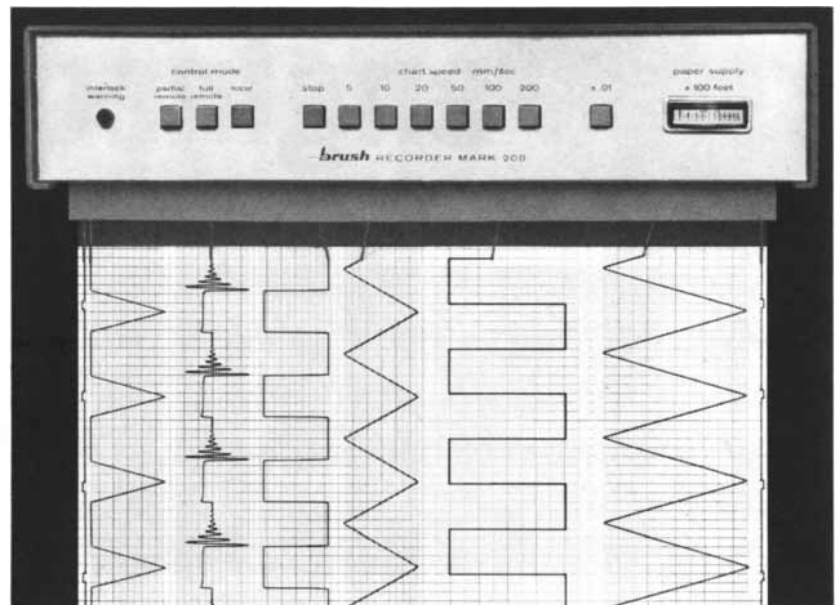 control mode chart speed mm/sec paper supply
interlock warning partial remote full remote local stop 5 10 20 50 100 200 x .01 x 100 feet
brush RECORDER MARK 200